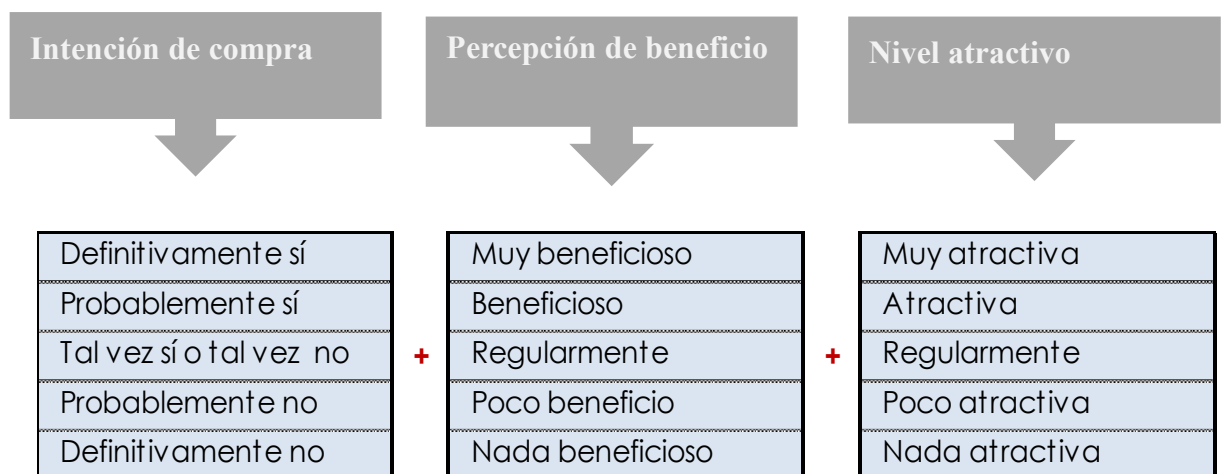 Intención de compra
Percepción de beneficio
Nivel atractivo
Definitivamente sí
Probablemente sí
Tal vez sí o tal vez no
Probablemente no
Definitivamente no
+
Muy beneficioso
Beneficioso
Regularmente
Poco beneficio
Nada beneficioso
+
Muy atractiva
Atractiva
Regularmente
Poco atractiva
Nada atractiva